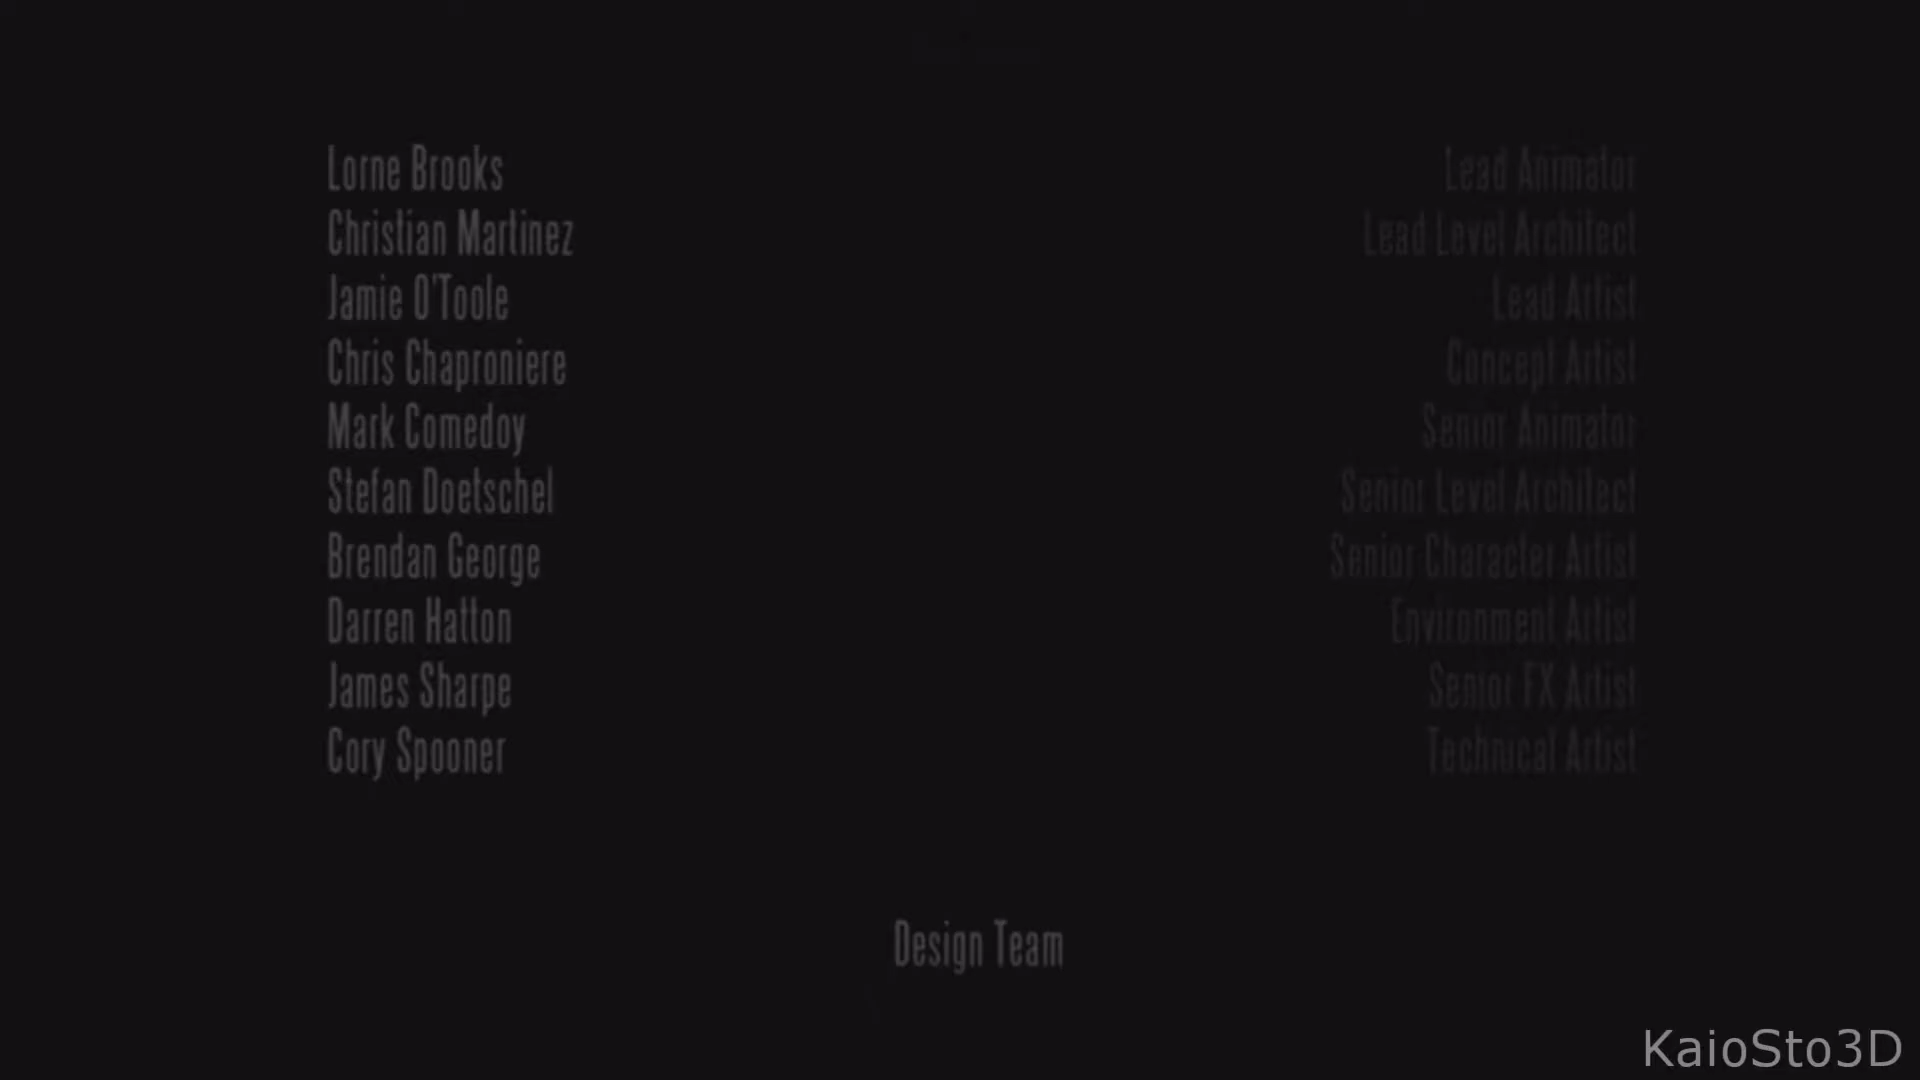 Lorne Brooks Lead Animator
Christian Martinez Lead Level Architect
Jamie O'Toole Lead Artist
Chris Chaproniere Concept Artist
Mark Comedoy Senior Animator
Stefan Doetschel Senior Level Architect
Brendan George Senior Character Artist
Darren Hatton Environment Artist
James Sharpe Senior FX Artist
Cory Spooner Technical Artist
Design Team
KaioSto3D